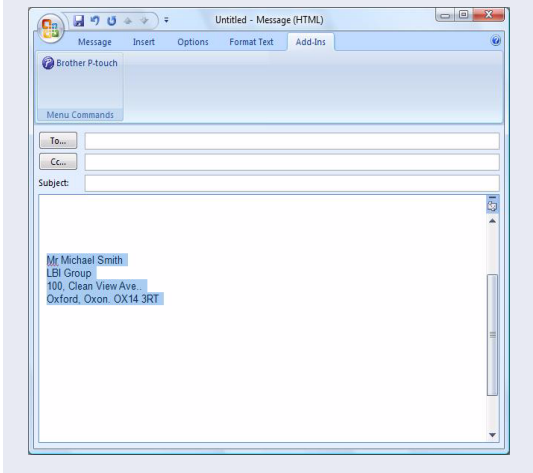 Untitled - Message (HTML)
Message Insert Options Format Text Add-Ins
Brother P-touch
Menu Commands
To...
Cc...
Subject:
Mr Michael Smith
LBI Group
100, Clean View Ave..
Oxford, Oxon. OX14 3RT